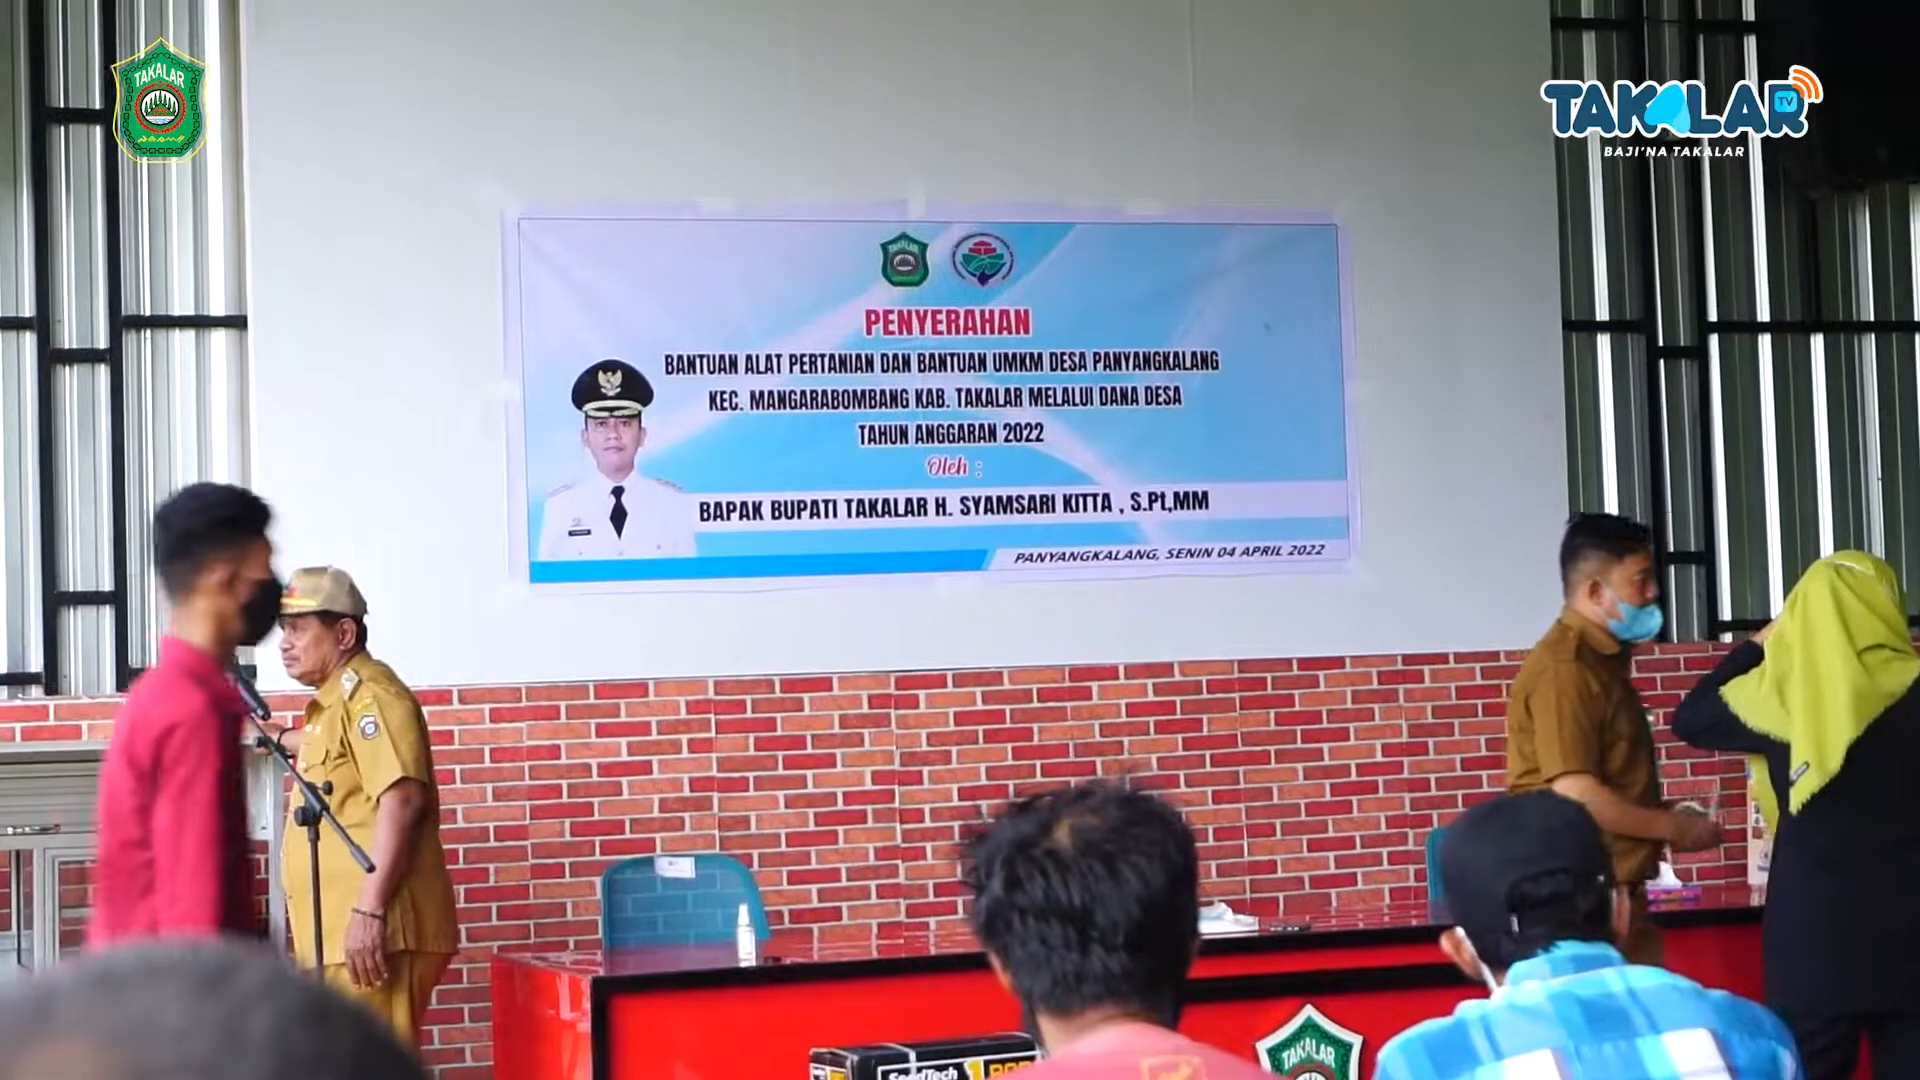 TAKALAR
TAKALAR TV
BAJI'NA TAKALAR
TAKALAR
PENYERAHAN
BANTUAN ALAT PERTANIAN DAN BANTUAN UMKM DESA PANYANGKALANG
KEC. MANGARABOMBANG KAB. TAKALAR MELALUI DANA DESA
TAHUN ANGGARAN 2022
Oleh :
BAPAK BUPATI TAKALAR H. SYAMSARI KITTA , S.Pt,MM
PANYANGKALANG, SENIN 04 APRIL 2022
TAKALAR